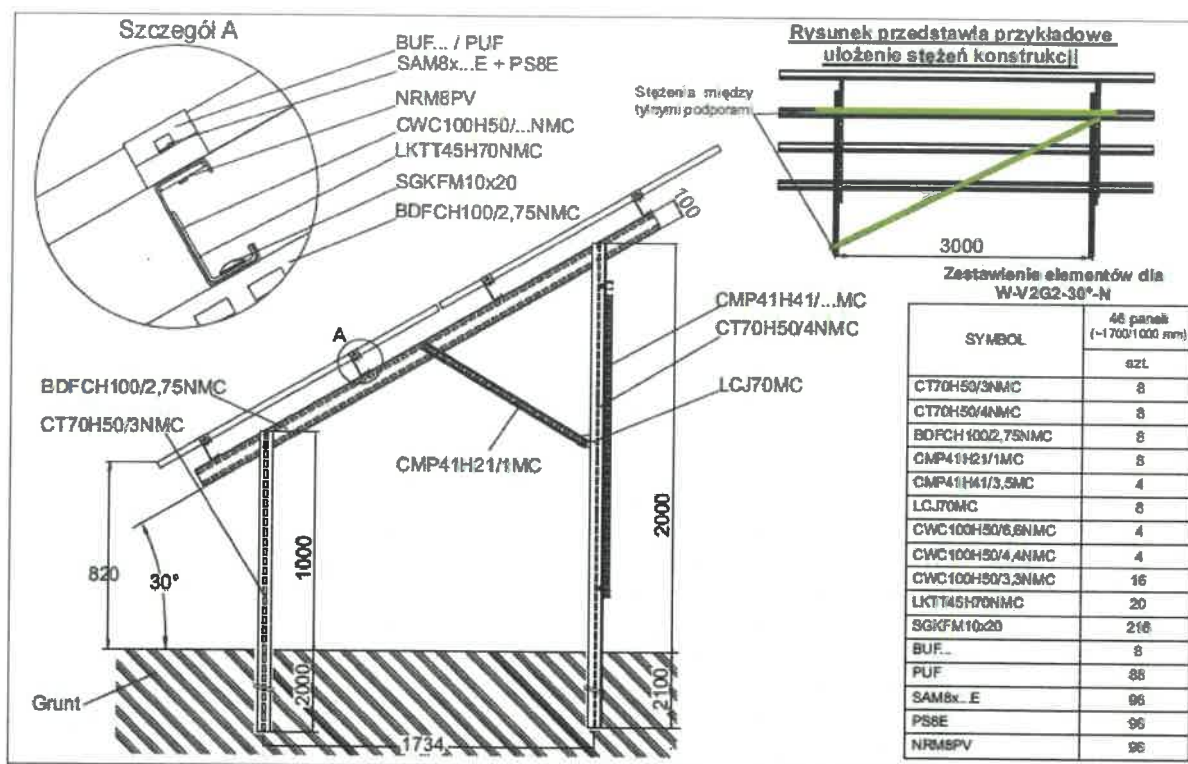 Szczegół A
BUF... / PUF
SAM8x...E + PS8E
NRM8PV
CWC100H50/...NMC
LKTT45H70NMC
SGKFM10x20
BDFCH100/2,75NMC
Rysunek przedstawia przykładowe
ułożenie stężeń konstrukcji
Stężenia między
tylnymi podporami
3000
100
A
BDFCH100/2,75NMC
CT70H50/3NMC
CMP41H21/1MC
CMP41H41/...MC
CT70H50/4NMC
LCJ70MC
820
30°
1000
2000
2000
2100
1734
Grunt
Zestawienie elementów dla
W-V2G2-30°-N
SYMBOL
46 paneli
(~1700/1000 mm)
szt.
CT70H50/3NMC 8
CT70H50/4NMC 8
BDFCH100/2,75NMC 8
CMP41H21/1MC 8
CMP41H41/3,5MC 4
LCJ70MC 8
CWC100H50/6,6NMC 4
CWC100H50/4,4NMC 4
CWC100H50/3,3NMC 16
LKTT45H70NMC 20
SGKFM10x20 216
BUF... 8
PUF 88
SAM8x...E 96
PS8E 96
NRM8PV 96